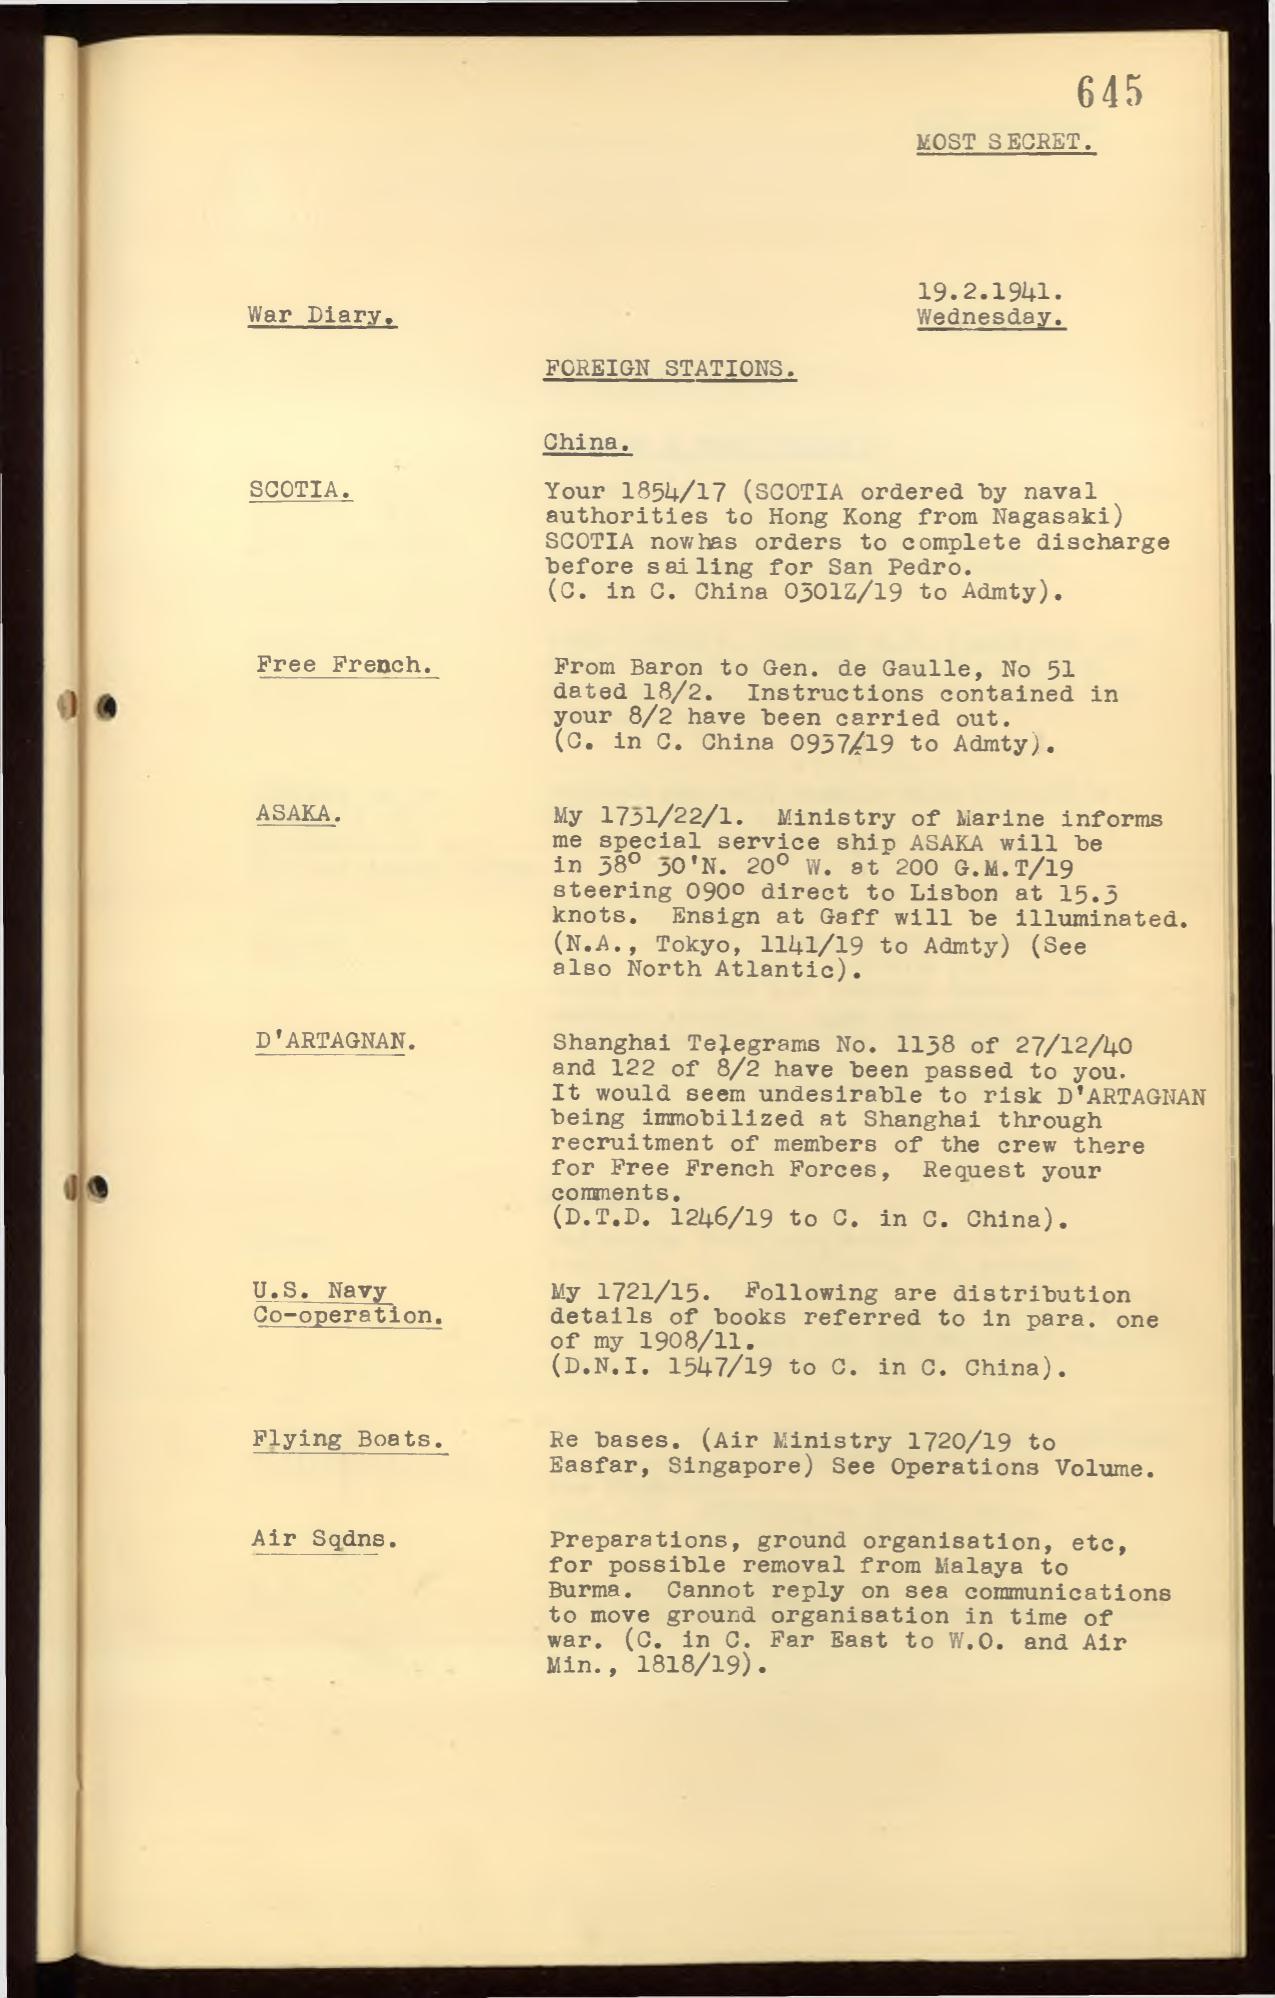 645
MOST SECRET.
19.2.1941.
War Diary.
Wednesday.
FOREIGN STATIONS.
China.
SCOTIA.
Your 1854/17 (SCOTIA ordered by naval
authorities to Hong Kong from Nagasaki)
SCOTIA now has orders to complete discharge
before sailing for San Pedro.
(C. in C. China 0301Z/19 to Admty).
Free French.
From Baron to Gen. de Gaulle, No 51
dated 18/2. Instructions contained in
your 8/2 have been carried out.
(C. in C. China 0937/19 to Admty).
ASAKA.
My 1731/22/1. Ministry of Marine informs
me special service ship ASAKA will be
in 38° 30'N. 20° W. at 200 G.M.T/19
steering 090° direct to Lisbon at 15.3
knots. Ensign at Gaff will be illuminated.
(N.A., Tokyo, 1141/19 to Admty) (See
also North Atlantic).
D'ARTAGNAN.
Shanghai Telegrams No. 1138 of 27/12/40
and 122 of 8/2 have been passed to you.
It would seem undesirable to risk D'ARTAGNAN
being immobilized at Shanghai through
recruitment of members of the crew there
for Free French Forces, Request your
comments.
(D.T.D. 1246/19 to C. in C. China).
U.S. Navy
Co-operation.
My 1721/15. Following are distribution
details of books referred to in para. one
of my 1908/11.
(D.N.I. 1547/19 to C. in C. China).
Flying Boats.
Re bases. (Air Ministry 1720/19 to
Easfar, Singapore) See Operations Volume.
Air Sqdns.
Preparations, ground organisation, etc,
for possible removal from Malaya to
Burma. Cannot reply on sea communications
to move ground organisation in time of
war. (C. in C. Far East to W.O. and Air
Min., 1818/19).